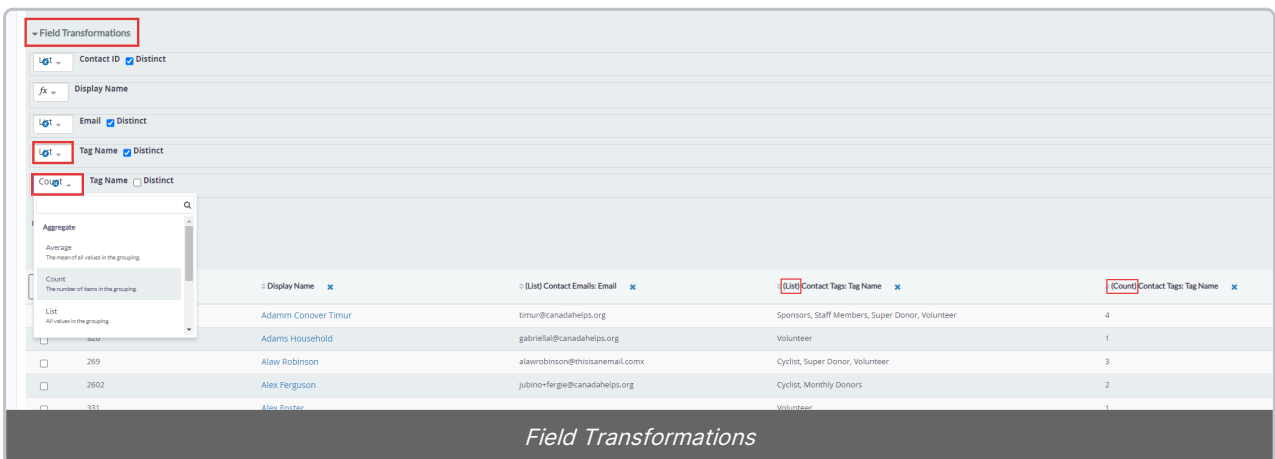 Field Transformations
List Contact ID Distinct
fx Display Name
List Email Distinct
List Tag Name Distinct
Count Tag Name Distinct
Aggregate
Average
The mean of all values in the grouping.
Count
The number of items in the grouping.
List
All values in the grouping.
Display Name (List) Contact Emails: Email (List) Contact Tags: Tag Name (Count) Contact Tags: Tag Name
Adamm Conover Timur timur@canadahelps.org Sponsors, Staff Members, Super Donor, Volunteer 4
326 Adams Household gabriellal@canadahelps.org Volunteer 1
269 Alaw Robinson alawrobinson@thisisanemail.comx Cyclist, Super Donor, Volunteer 3
2602 Alex Ferguson jubino+fergie@canadahelps.org Cyclist, Monthly Donors 2
331 Alex Foster Volunteer 1
Field Transformations